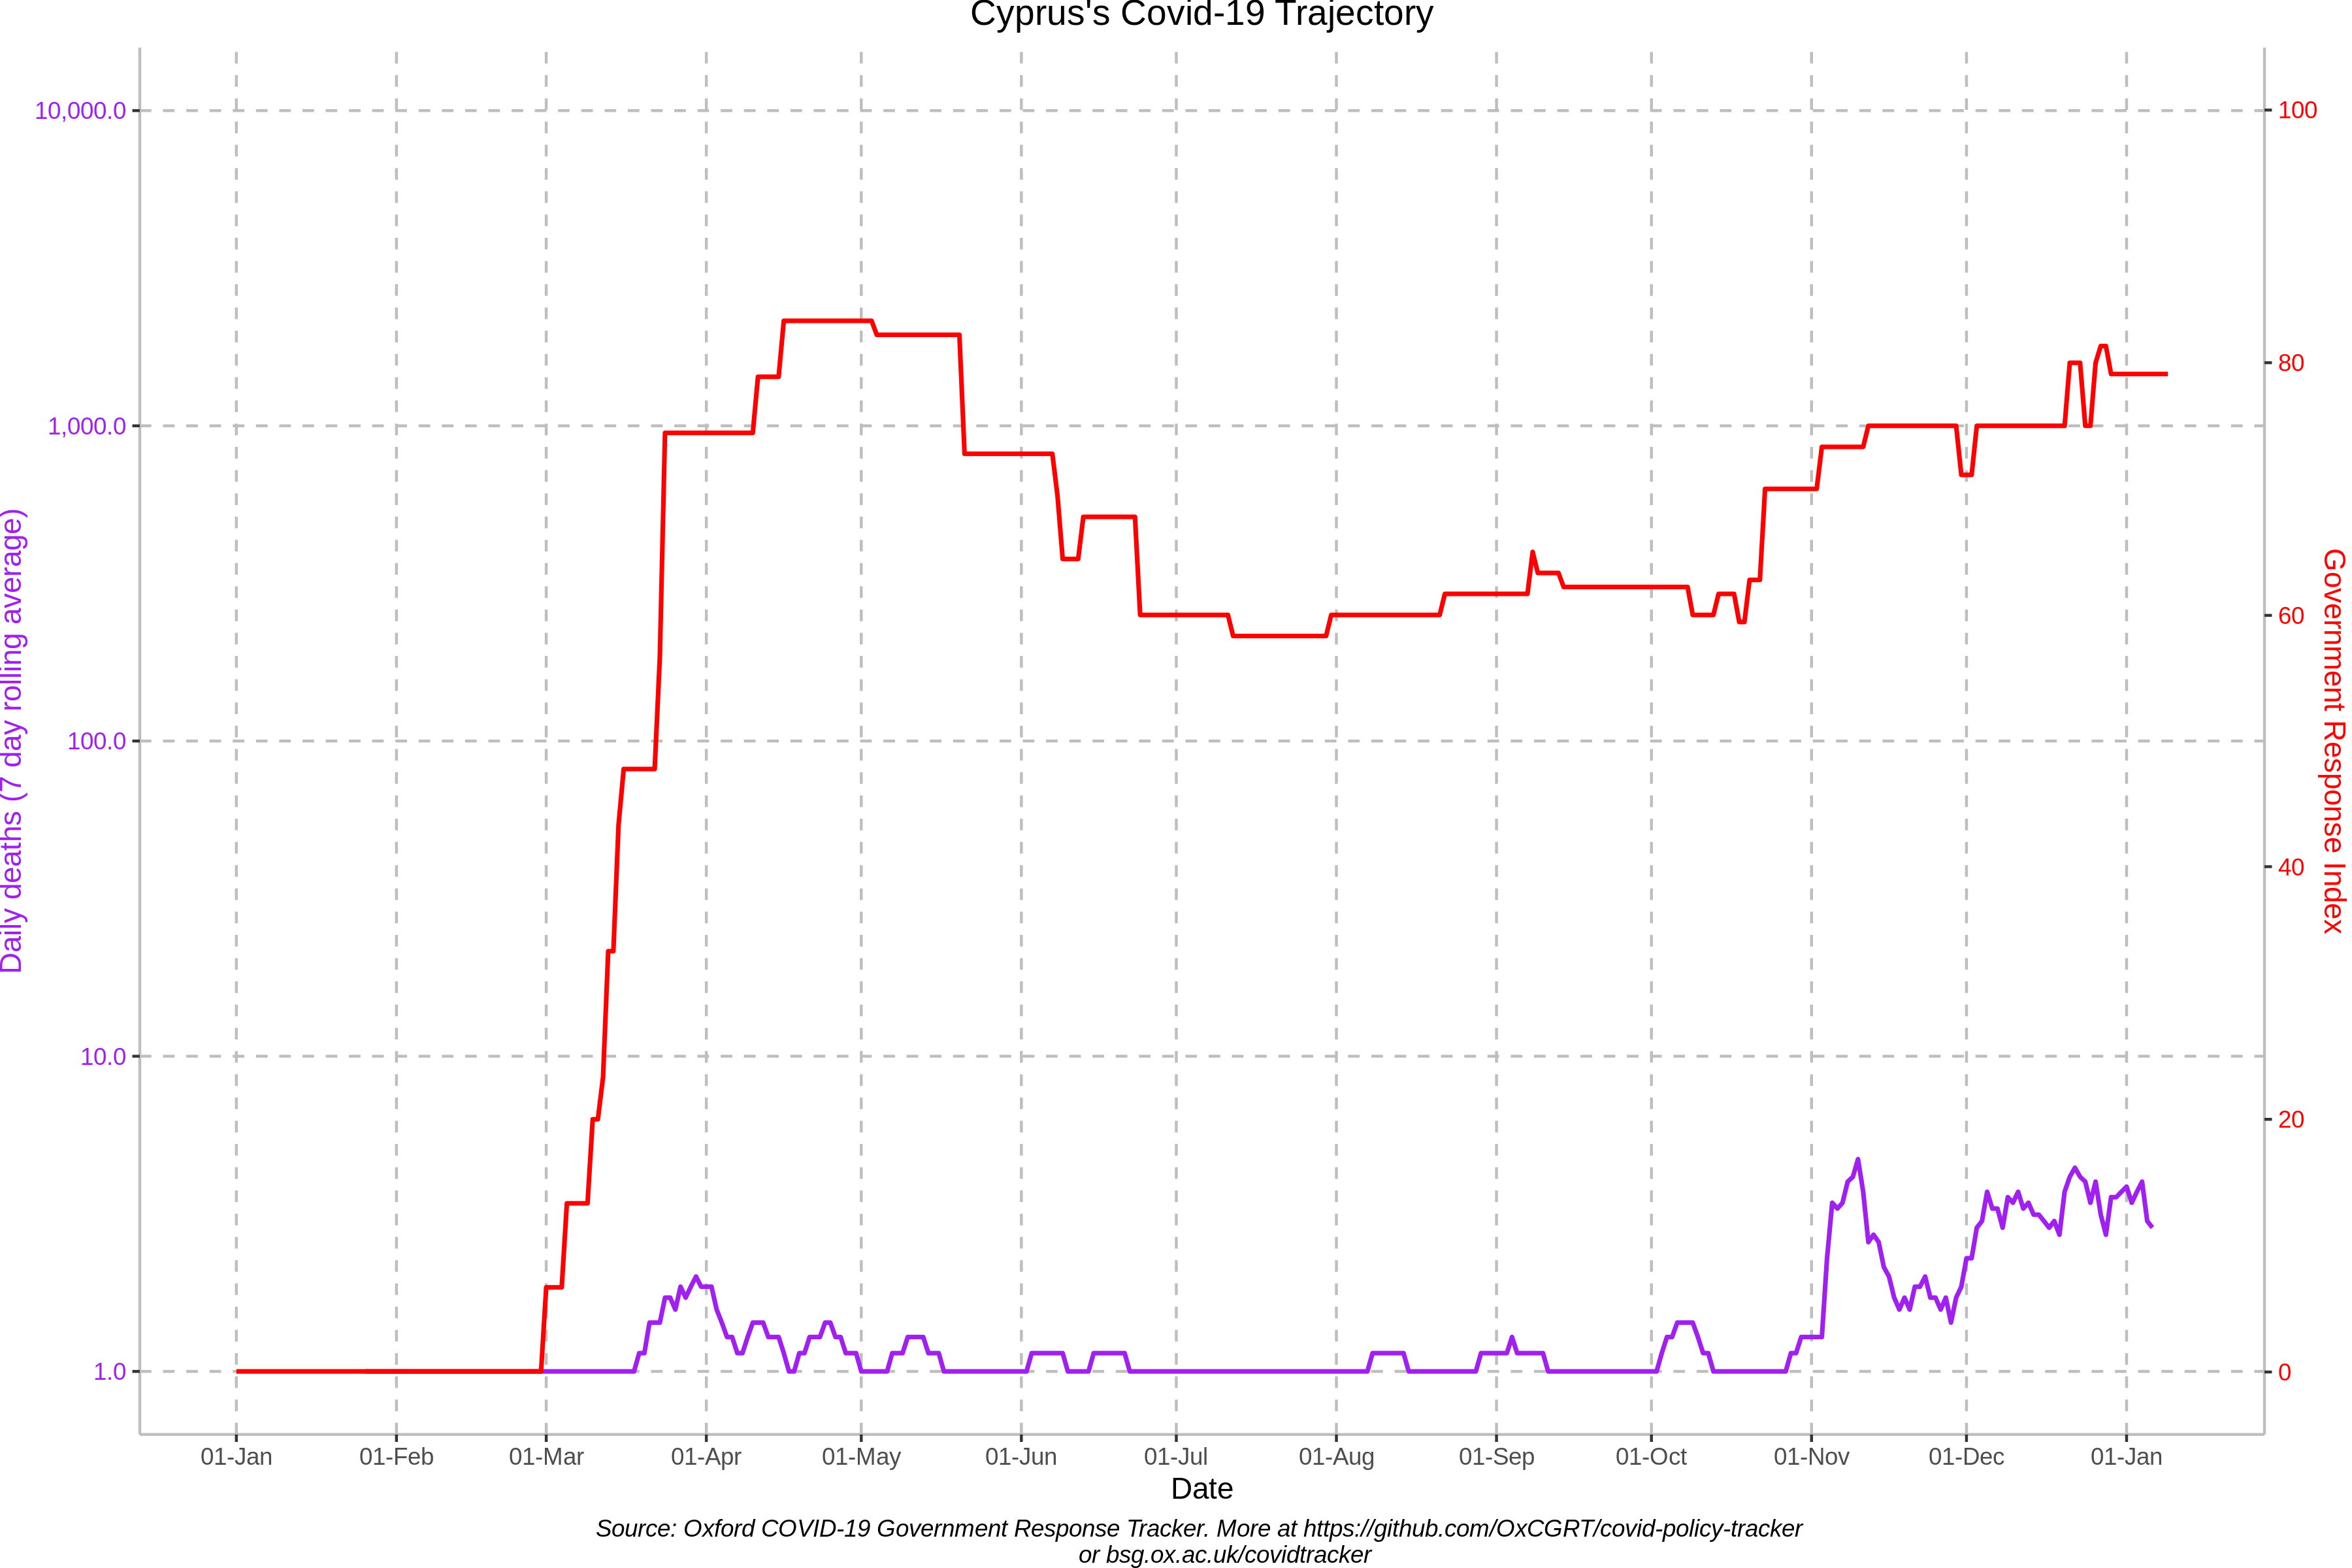 Cyprus's Covid-19 Trajectory
10,000.0
1,000.0
100.0
10.0
1.0
Daily deaths (7 day rolling average)
100
80
60
40
20
0
Government Response Index
01-Jan 01-Feb 01-Mar 01-Apr 01-May 01-Jun 01-Jul 01-Aug 01-Sep 01-Oct 01-Nov 01-Dec 01-Jan
Date
Source: Oxford COVID-19 Government Response Tracker. More at https://github.com/OxCGRT/covid-policy-tracker
or bsg.ox.ac.uk/covidtracker